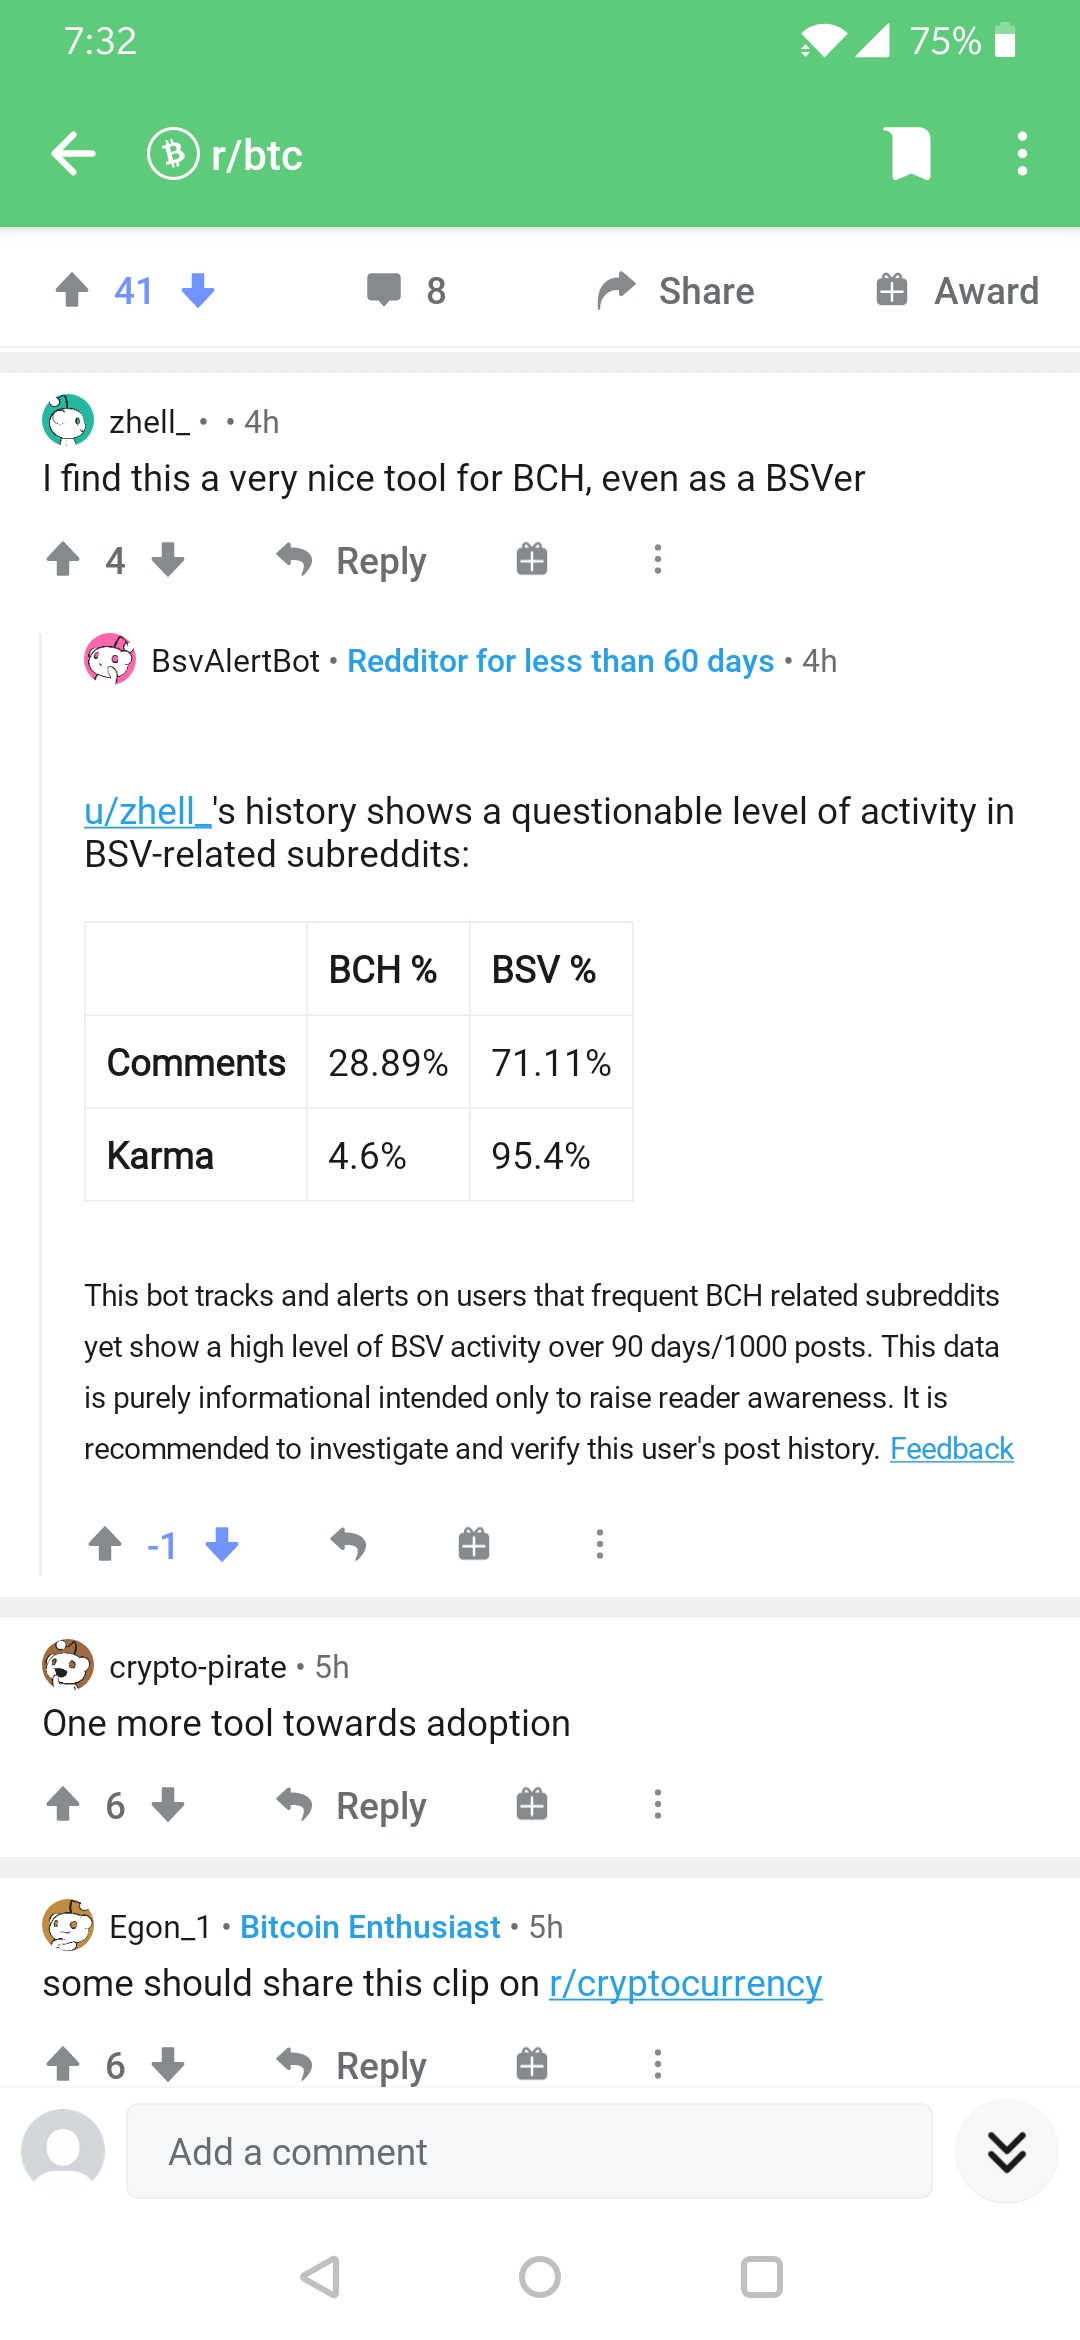 7:32
75%
r/btc
41
8
Share
Award
zhell_ • • 4h
I find this a very nice tool for BCH, even as a BSVer
4
Reply
BsvAlertBot • Redditor for less than 60 days • 4h
u/zhell_'s history shows a questionable level of activity in
BSV-related subreddits:
BCH % BSV %
Comments 28.89% 71.11%
Karma 4.6% 95.4%
This bot tracks and alerts on users that frequent BCH related subreddits
yet show a high level of BSV activity over 90 days/1000 posts. This data
is purely informational intended only to raise reader awareness. It is
recommended to investigate and verify this user's post history. Feedback
-1
crypto-pirate • 5h
One more tool towards adoption
6
Reply
Egon_1 • Bitcoin Enthusiast • 5h
some should share this clip on r/cryptocurrency
6
Reply
Add a comment